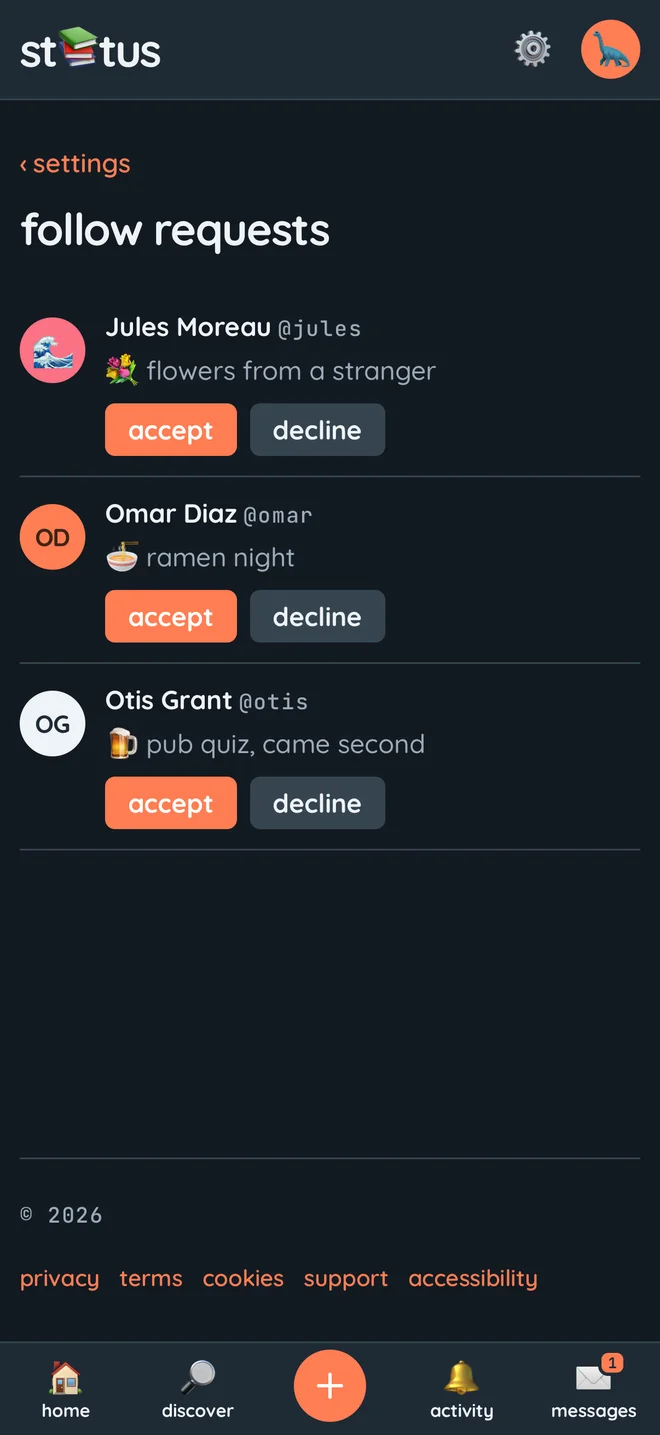 st📚tus
‹ settings
follow requests
Jules Moreau @jules
💐 flowers from a stranger
accept decline
OD
Omar Diaz @omar
🍜 ramen night
accept decline
OG
Otis Grant @otis
🍺 pub quiz, came second
accept decline
© 2026
privacy terms cookies support accessibility
1
home discover + activity messages